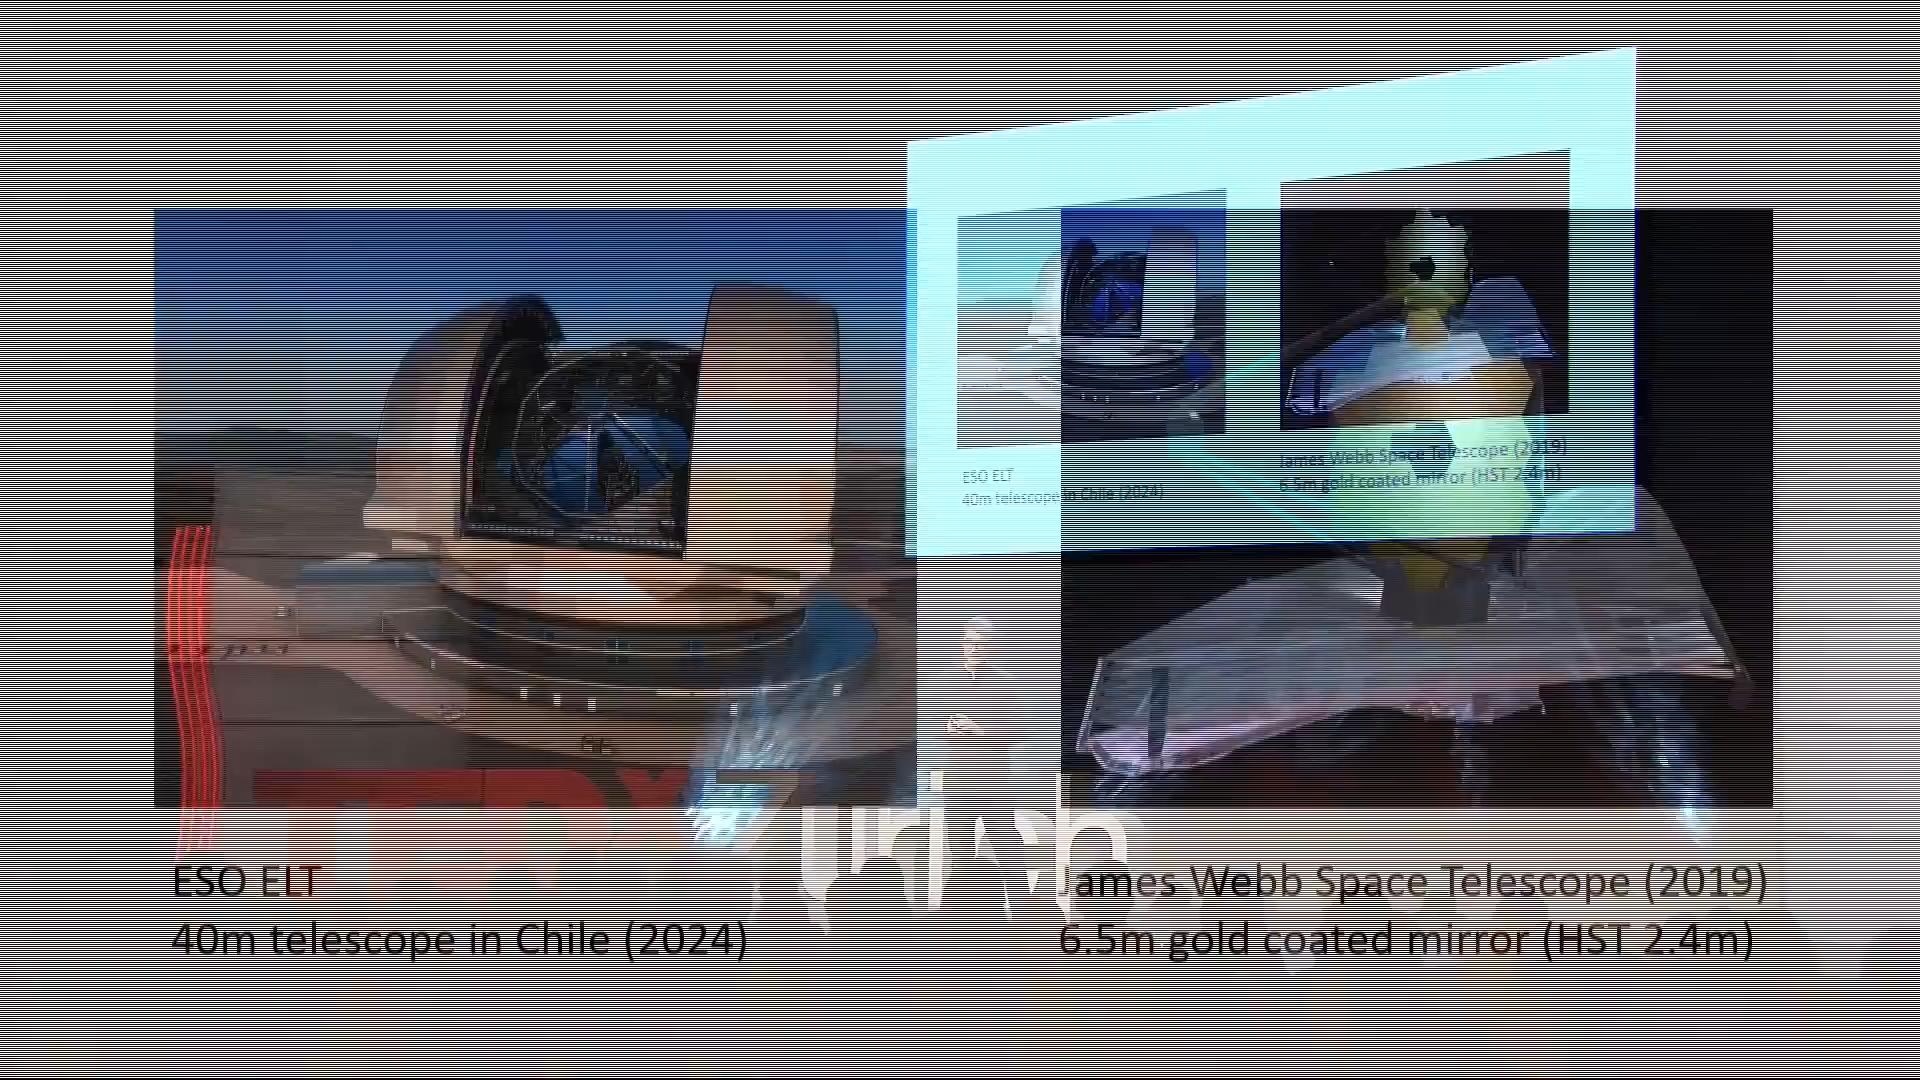 ESO ELT
40m telescope in Chile (2024)
James Webb Space Telescope (2019)
6.5m gold coated mirror (HST 2.4m)
TEDxZurich
ESO ELT
40m telescope in Chile (2024)
James Webb Space Telescope (2019)
6.5m gold coated mirror (HST 2.4m)